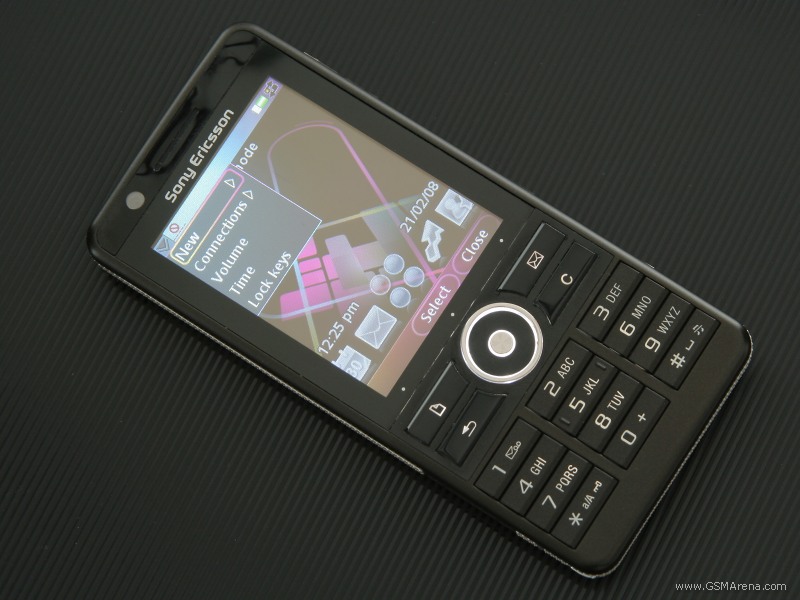 Sony Ericsson
ode
New
Connections
Volume
Time
Lock keys
21/02/08
12:25 pm
30
Select
Close
C
1
2 ABC
3 DEF
4 GHI
5 JKL
6 MNO
7 PQRS
8 TUV
9 WXYZ
* a/A
0 +
#
www.GSMArena.com